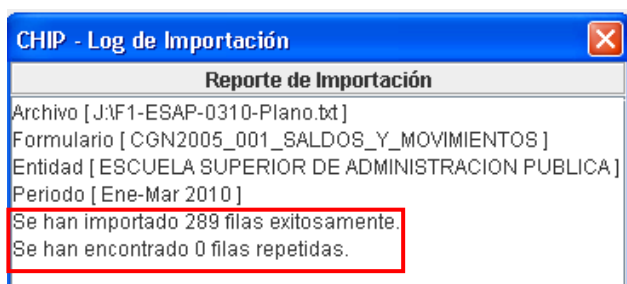 CHIP - Log de Importación
Reporte de Importación
Archivo [ J:\F1-ESAP-0310-Plano.txt ]
Formulario [ CGN2005_001_SALDOS_Y_MOVIMIENTOS ]
Entidad [ ESCUELA SUPERIOR DE ADMINISTRACION PUBLICA ]
Periodo [ Ene-Mar 2010 ]
Se han importado 289 filas exitosamente.
Se han encontrado 0 filas repetidas.